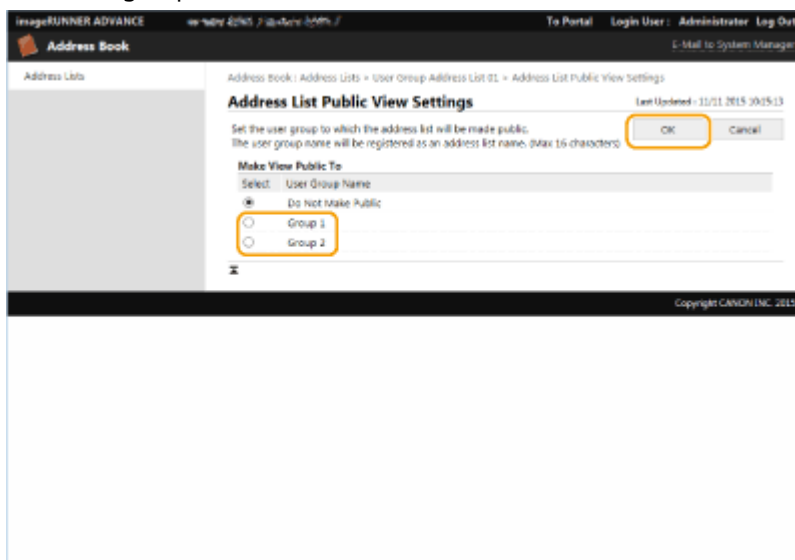 imageRUNNER ADVANCE To Portal Login User : Administrator Log Out
Address Book E-Mail to System Manager
Address Lists Address Book : Address Lists > User Group Address List 01 > Address List Public View Settings
Address List Public View Settings Last Updated : 11/11 2015 10:15:13
Set the user group to which the address list will be made public. OK Cancel
The user group name will be registered as an address list name. (Max 16 characters)
Make View Public To
Select User Group Name
Do Not Make Public
Group 1
Group 2
Copyright CANON INC. 2015